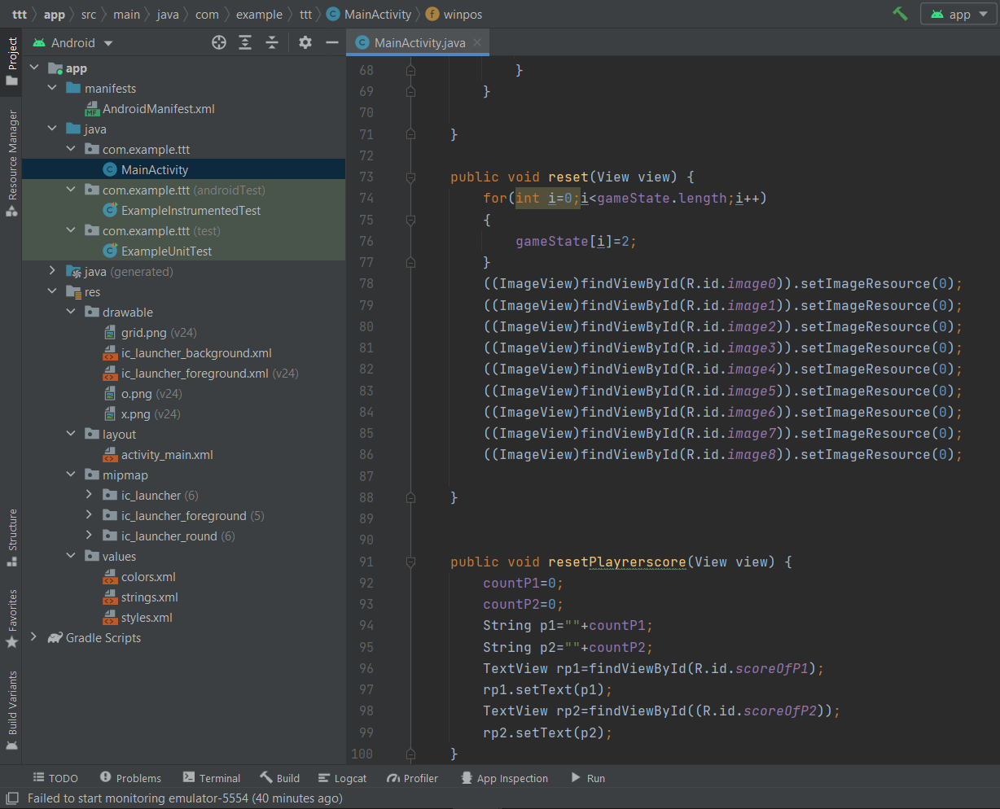 ttt app src main java com example ttt MainActivity winpos app
Project
Android
MainActivity.java
app
manifests
AndroidManifest.xml
java
com.example.ttt
MainActivity
com.example.ttt (androidTest)
ExampleInstrumentedTest
com.example.ttt (test)
ExampleUnitTest
java (generated)
res
drawable
grid.png (v24)
ic_launcher_background.xml
ic_launcher_foreground.xml (v24)
o.png (v24)
x.png (v24)
layout
activity_main.xml
mipmap
ic_launcher (6)
ic_launcher_foreground (5)
ic_launcher_round (6)
values
colors.xml
strings.xml
styles.xml
Gradle Scripts
Resource Manager
Structure
Favorites
Build Variants
68 }
69 }
70
71 }
72
73 public void reset(View view) {
74 for(int i=0;i<gameState.length;i++)
75 {
76 gameState[i]=2;
77 }
78 ((ImageView)findViewById(R.id.image0)).setImageResource(0);
79 ((ImageView)findViewById(R.id.image1)).setImageResource(0);
80 ((ImageView)findViewById(R.id.image2)).setImageResource(0);
81 ((ImageView)findViewById(R.id.image3)).setImageResource(0);
82 ((ImageView)findViewById(R.id.image4)).setImageResource(0);
83 ((ImageView)findViewById(R.id.image5)).setImageResource(0);
84 ((ImageView)findViewById(R.id.image6)).setImageResource(0);
85 ((ImageView)findViewById(R.id.image7)).setImageResource(0);
86 ((ImageView)findViewById(R.id.image8)).setImageResource(0);
87
88 }
89
90
91 public void resetPlayrerscore(View view) {
92 countP1=0;
93 countP2=0;
94 String p1=""+countP1;
95 String p2=""+countP2;
96 TextView rp1=findViewById(R.id.scoreOfP1);
97 rp1.setText(p1);
98 TextView rp2=findViewById((R.id.scoreOfP2));
99 rp2.setText(p2);
100 }
TODO Problems Terminal Build Logcat Profiler App Inspection Run
Failed to start monitoring emulator-5554 (40 minutes ago)